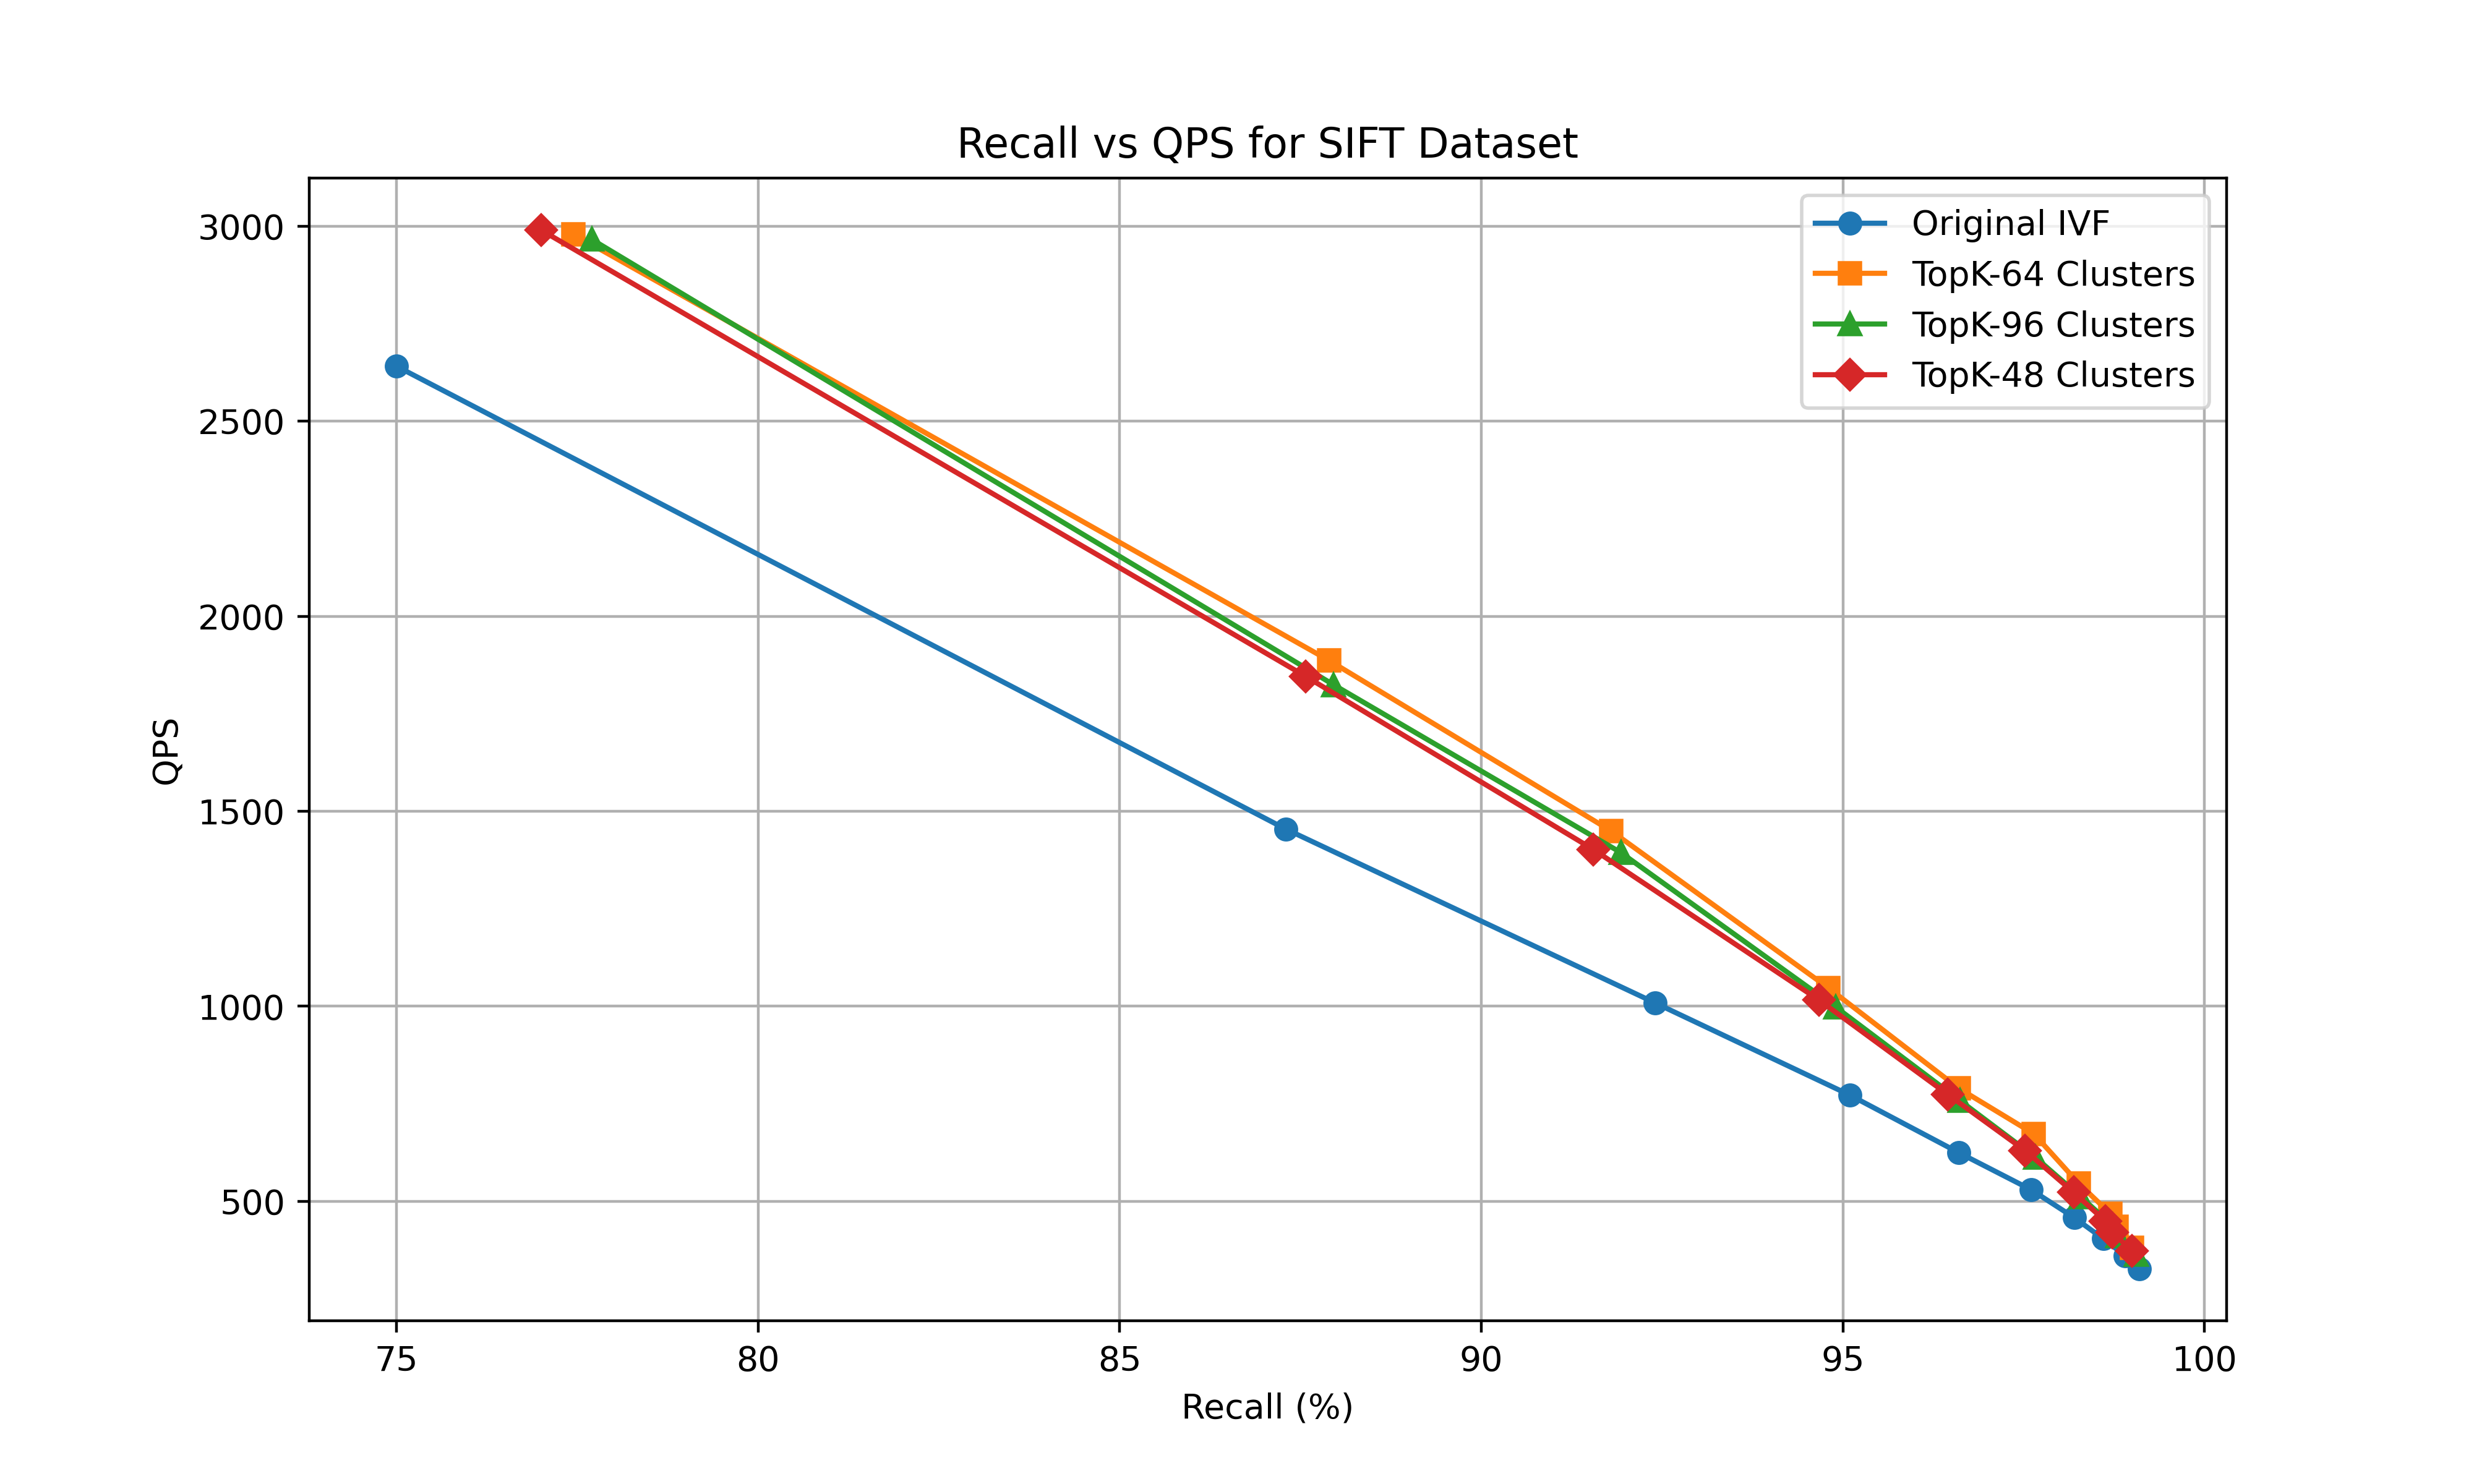 Recall vs QPS for SIFT Dataset
Original IVF
TopK-64 Clusters
TopK-96 Clusters
TopK-48 Clusters
QPS
3000
2500
2000
1500
1000
500
75 80 85 90 95 100
Recall (%)